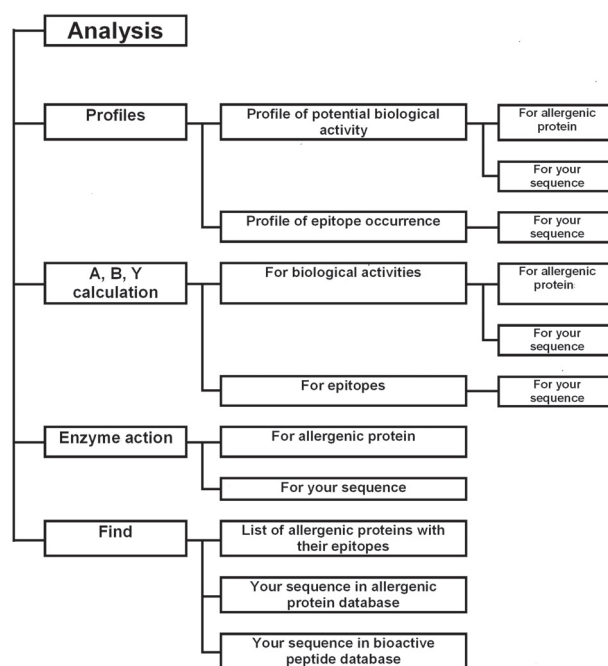 Analysis
Profiles
Profile of potential biological
activity
For allergenic
protein
For your
sequence
Profile of epitope occurrence
For your
sequence
A, B, Y
calculation
For biological activities
For allergenic
protein
For your
sequence
For epitopes
For your
sequence
Enzyme action
For allergenic protein
For your sequence
Find
List of allergenic proteins with
their epitopes
Your sequence in allergenic
protein database
Your sequence in bioactive
peptide database